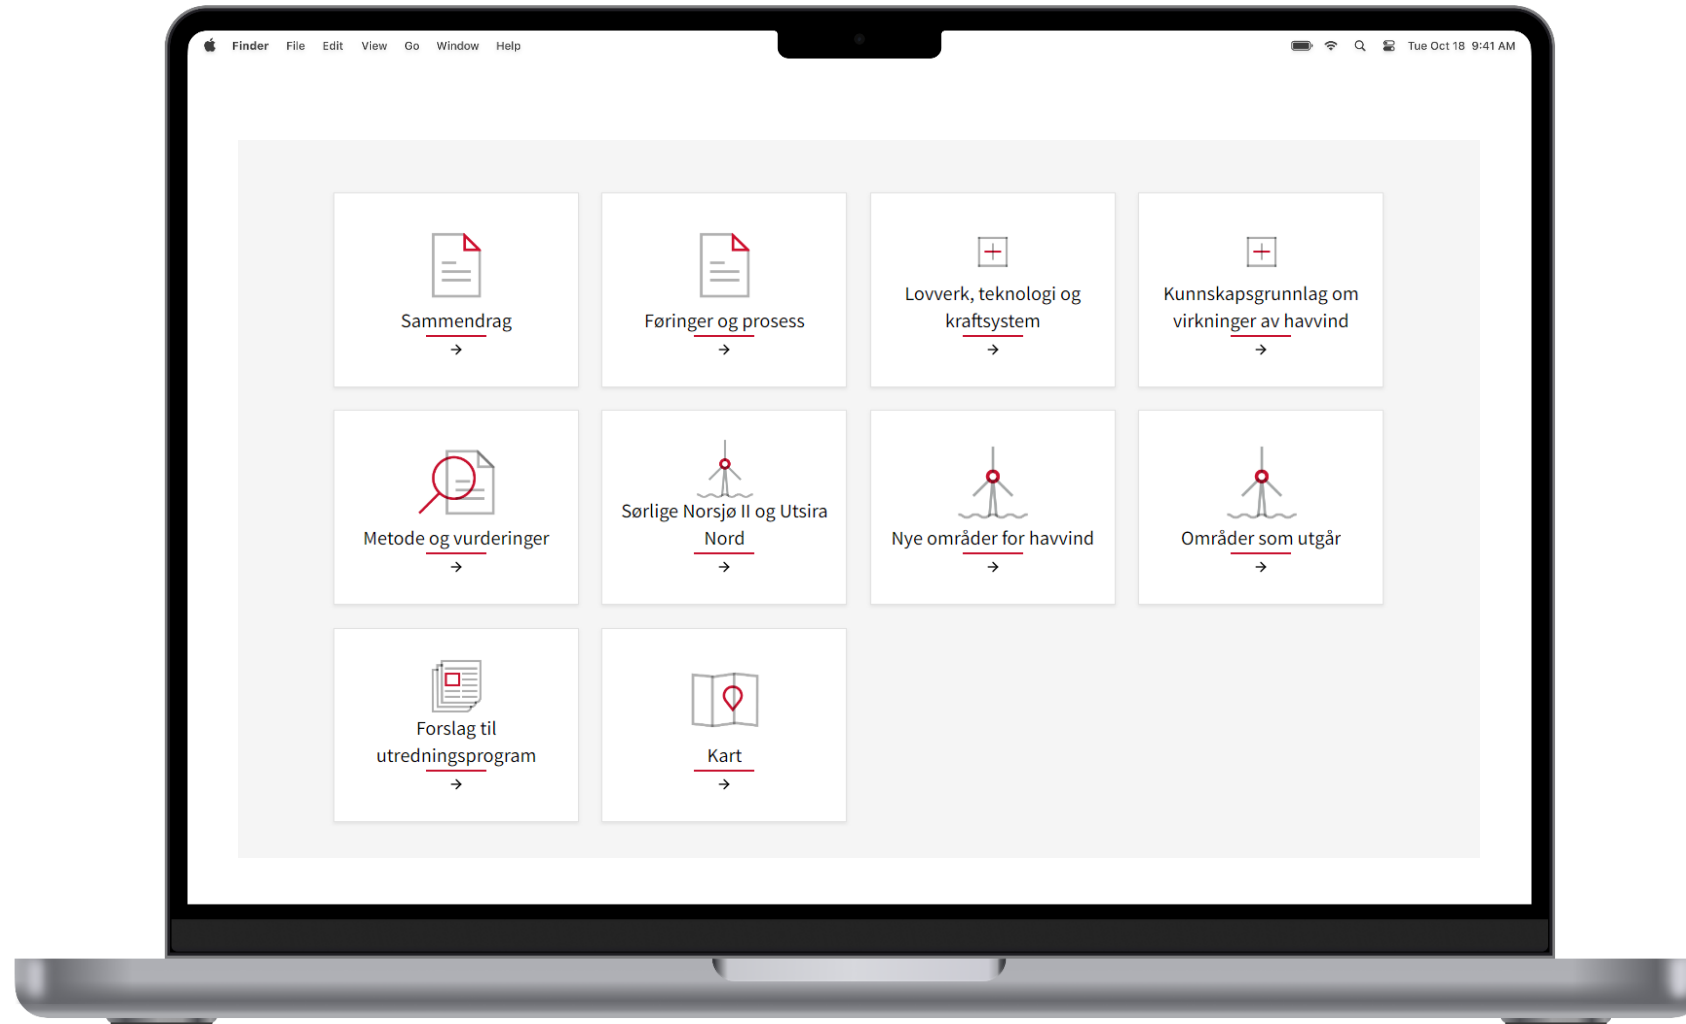 Finder File Edit View Go Window Help
Tue Oct 18 9:41 AM
Sammendrag
Føringer og prosess
Lovverk, teknologi og
kraftsystem
Kunnskapsgrunnlag om
virkninger av havvind
Metode og vurderinger
Sørlige Norsjø II og Utsira
Nord
Nye områder for havvind
Områder som utgår
Forslag til
utredningsprogram
Kart